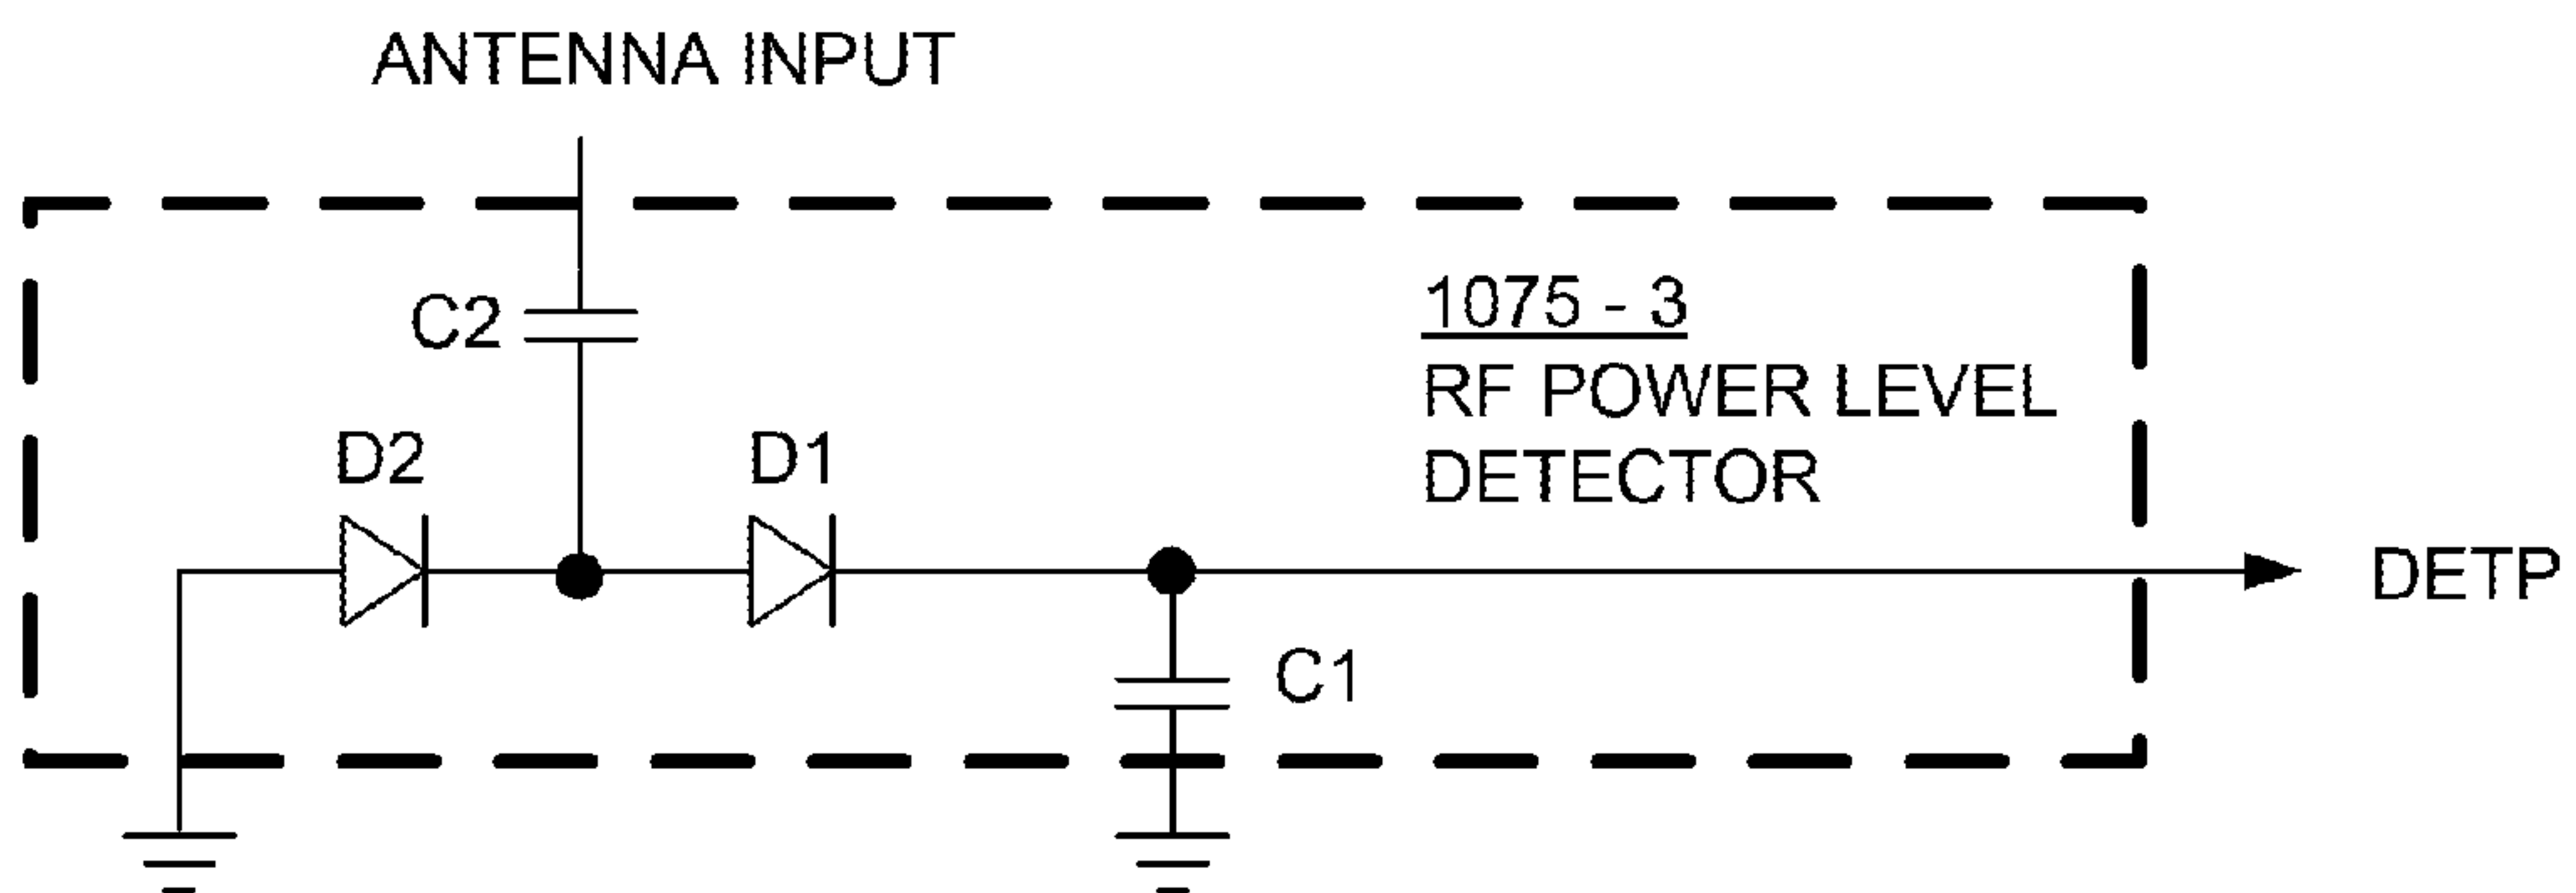 ANTENNA INPUT
C2
1075 - 3
RF POWER LEVEL
DETECTOR
D2
D1
DETP
C1